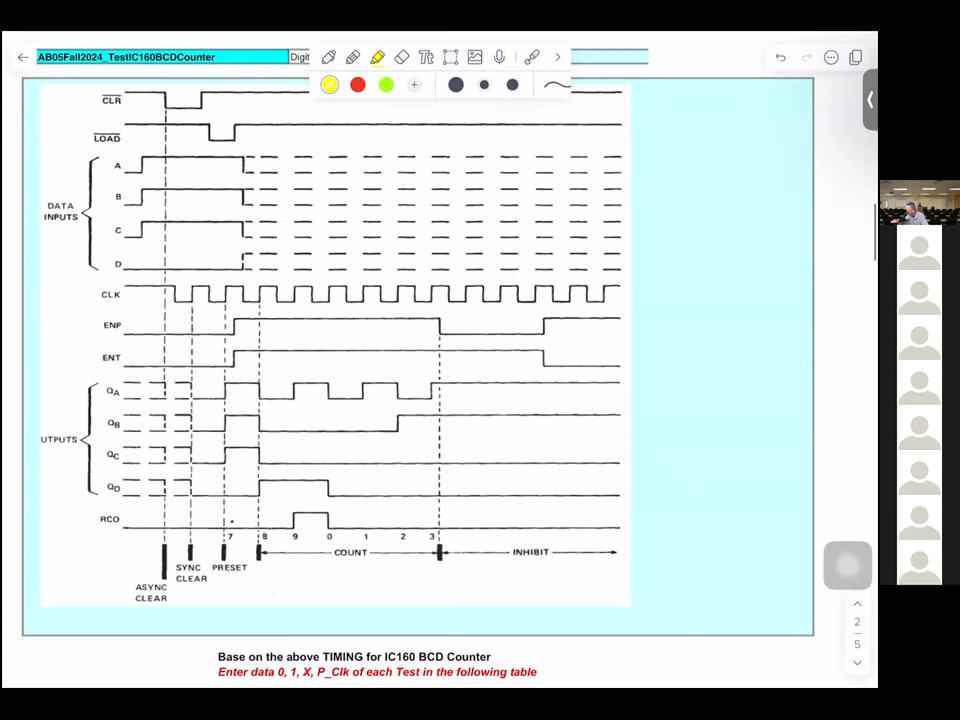 AB05Fall2024_TestIC160BCDCounter
Digit
Tt
CLR
LOAD
A
B
DATA
INPUTS
C
D
CLK
ENP
ENT
QA
QB
UTPUTS
QC
QD
RCO
7 8 9 0 1 2 3
COUNT INHIBIT
SYNC
CLEAR
PRESET
ASYNC
CLEAR
2
5
Base on the above TIMING for IC160 BCD Counter
Enter data 0, 1, X, P_Clk of each Test in the following table